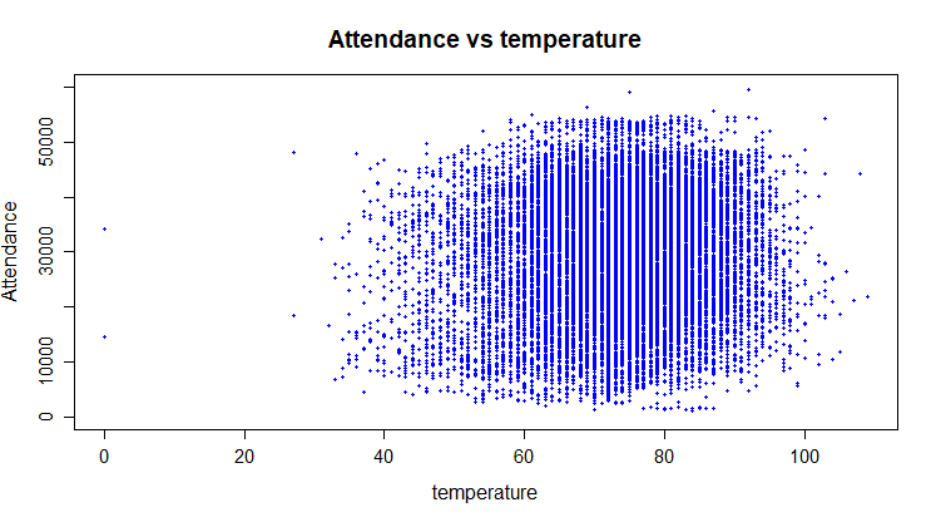 Attendance vs temperature
Attendance
50000
30000
10000
0
0 20 40 60 80 100
temperature